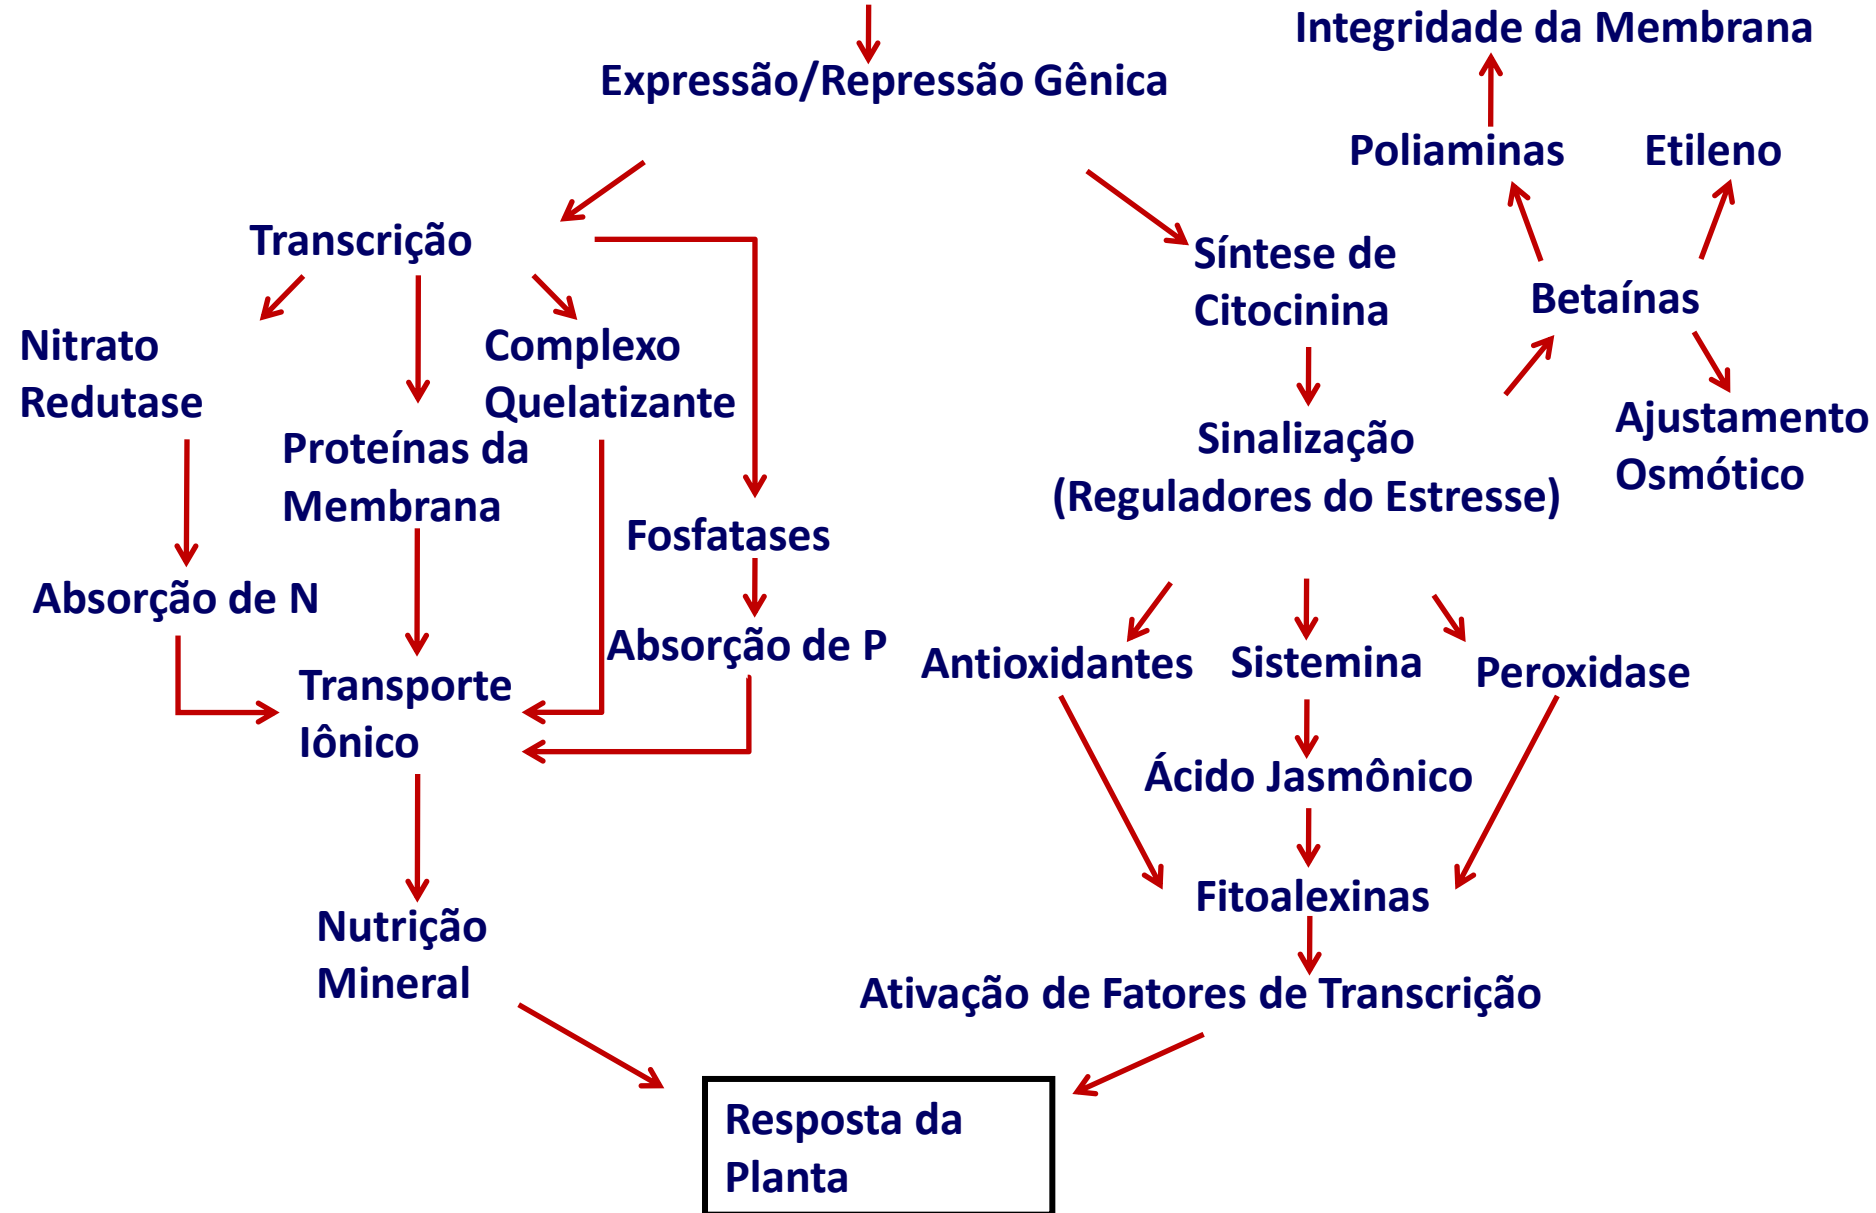 Integridade da Membrana
Expressão/Repressão Gênica
Poliaminas
Etileno
Transcrição
Síntese de
Citocinina
Betaínas
Nitrato
Redutase
Complexo
Quelatizante
Proteínas da
Membrana
Sinalização
(Reguladores do Estresse)
Ajustamento
Osmótico
Fosfatases
Absorção de N
Absorção de P
Antioxidantes
Sistemina
Peroxidase
Transporte
Iônico
Ácido Jasmônico
Fitoalexinas
Nutrição
Mineral
Ativação de Fatores de Transcrição
Resposta da
Planta